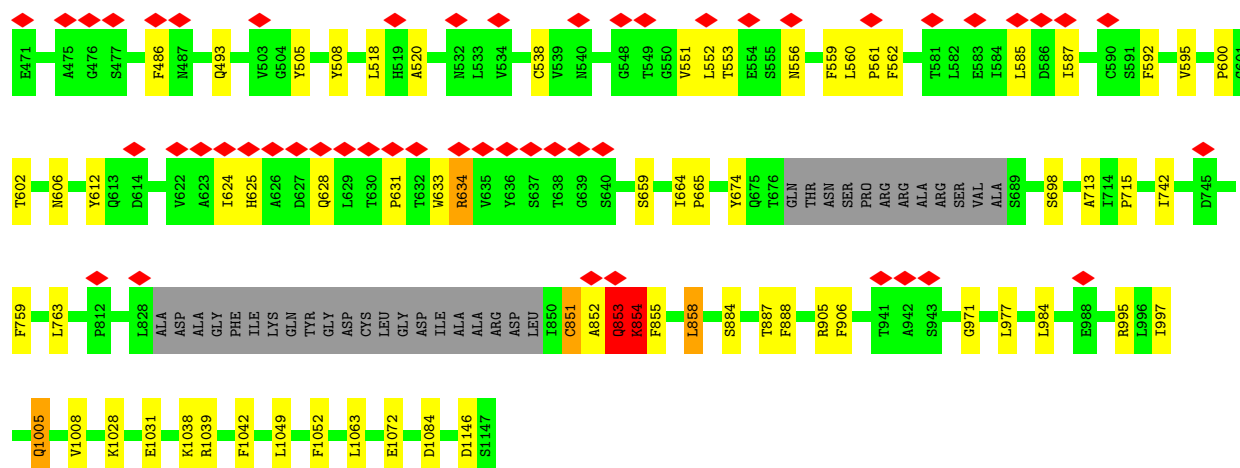 E471 A475 G476 S477 F486 N487 Q493 V503 G504 Y505 Y508 L518 H519 A520 N532 L533 V534 C538 V539 N540 G548 T549 G550 V551 L552 T553 E554 S555 N556 F559 L560 P561 F562 T581 L582 E583 I584 L585 D586 I587 C590 S591 F592 V595 P600 G601
T602 N606 Y612 Q613 D614 V622 A623 I624 H625 A626 D627 Q628 L629 T630 P631 T632 W633 R634 V635 Y636 S637 T638 G639 S640 S659 I664 P665 Y674 Q675 T676 GLN THR ASN SER PRO ARG ARG ALA ARG SER VAL ALA S689 S698 A713 I714 P715 I742 D745
F759 L763 P812 L828 ALA ASP ALA GLY PHE ILE LYS GLN TYR GLY ASP CYS LEU GLY ASP ILE ALA ALA ARG ASP LEU I850 C851 A852 Q853 K854 F855 L858 S884 T887 F888 R905 F906 T941 A942 S943 G971 L977 L984 E988 R995 L996 I997
Q1005 V1008 K1028 E1031 K1038 R1039 F1042 L1049 F1052 L1063 E1072 D1084 D1146 S1147